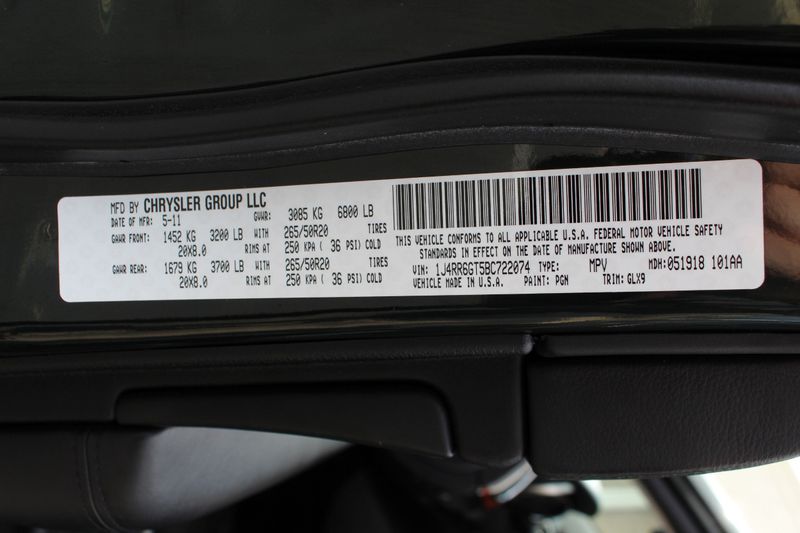 MFD BY CHRYSLER GROUP LLC
DATE OF MFR: 5-11 GVWR: 3085 KG 6800 LB
GAWR FRONT: 1452 KG 3200 LB WITH 265/50R20 TIRES
20X8.0 RIMS AT 250 KPA ( 36 PSI) COLD
GAWR REAR: 1679 KG 3700 LB WITH 265/50R20 TIRES
20X8.0 RIMS AT 250 KPA ( 36 PSI) COLD
THIS VEHICLE CONFORMS TO ALL APPLICABLE U.S.A. FEDERAL MOTOR VEHICLE SAFETY
STANDARDS IN EFFECT ON THE DATE OF MANUFACTURE SHOWN ABOVE.
VIN: 1J4RR6GT5BC722074 TYPE: MPV MDH: 051918 101AA
VEHICLE MADE IN U.S.A. PAINT: PGN TRIM: GLX9